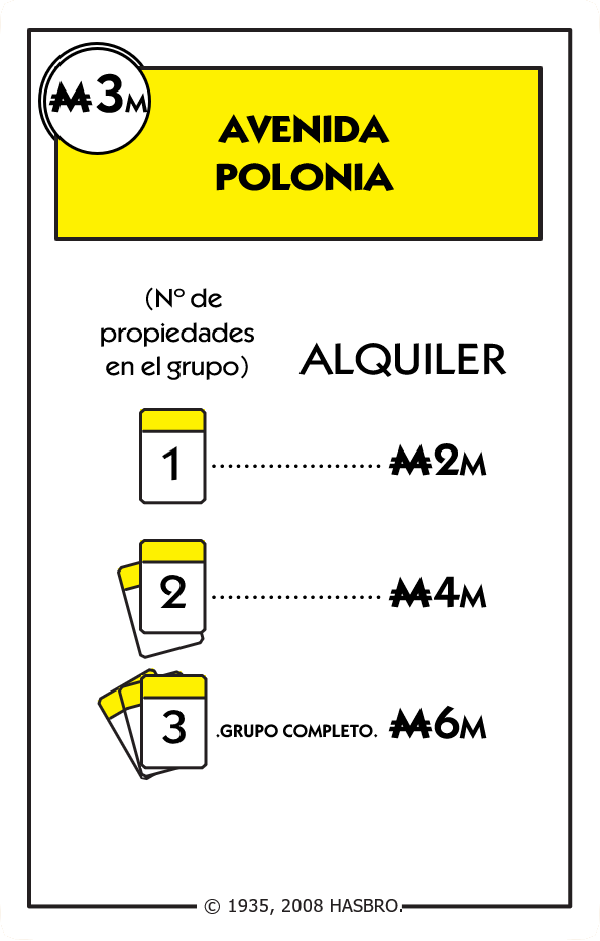 ₩3M
AVENIDA
POLONIA
(Nº de
propiedades
en el grupo)
ALQUILER
1 ..................... M2M
2 ..................... M4M
3 .GRUPO COMPLETO. M6M
© 1935, 2008 HASBRO.